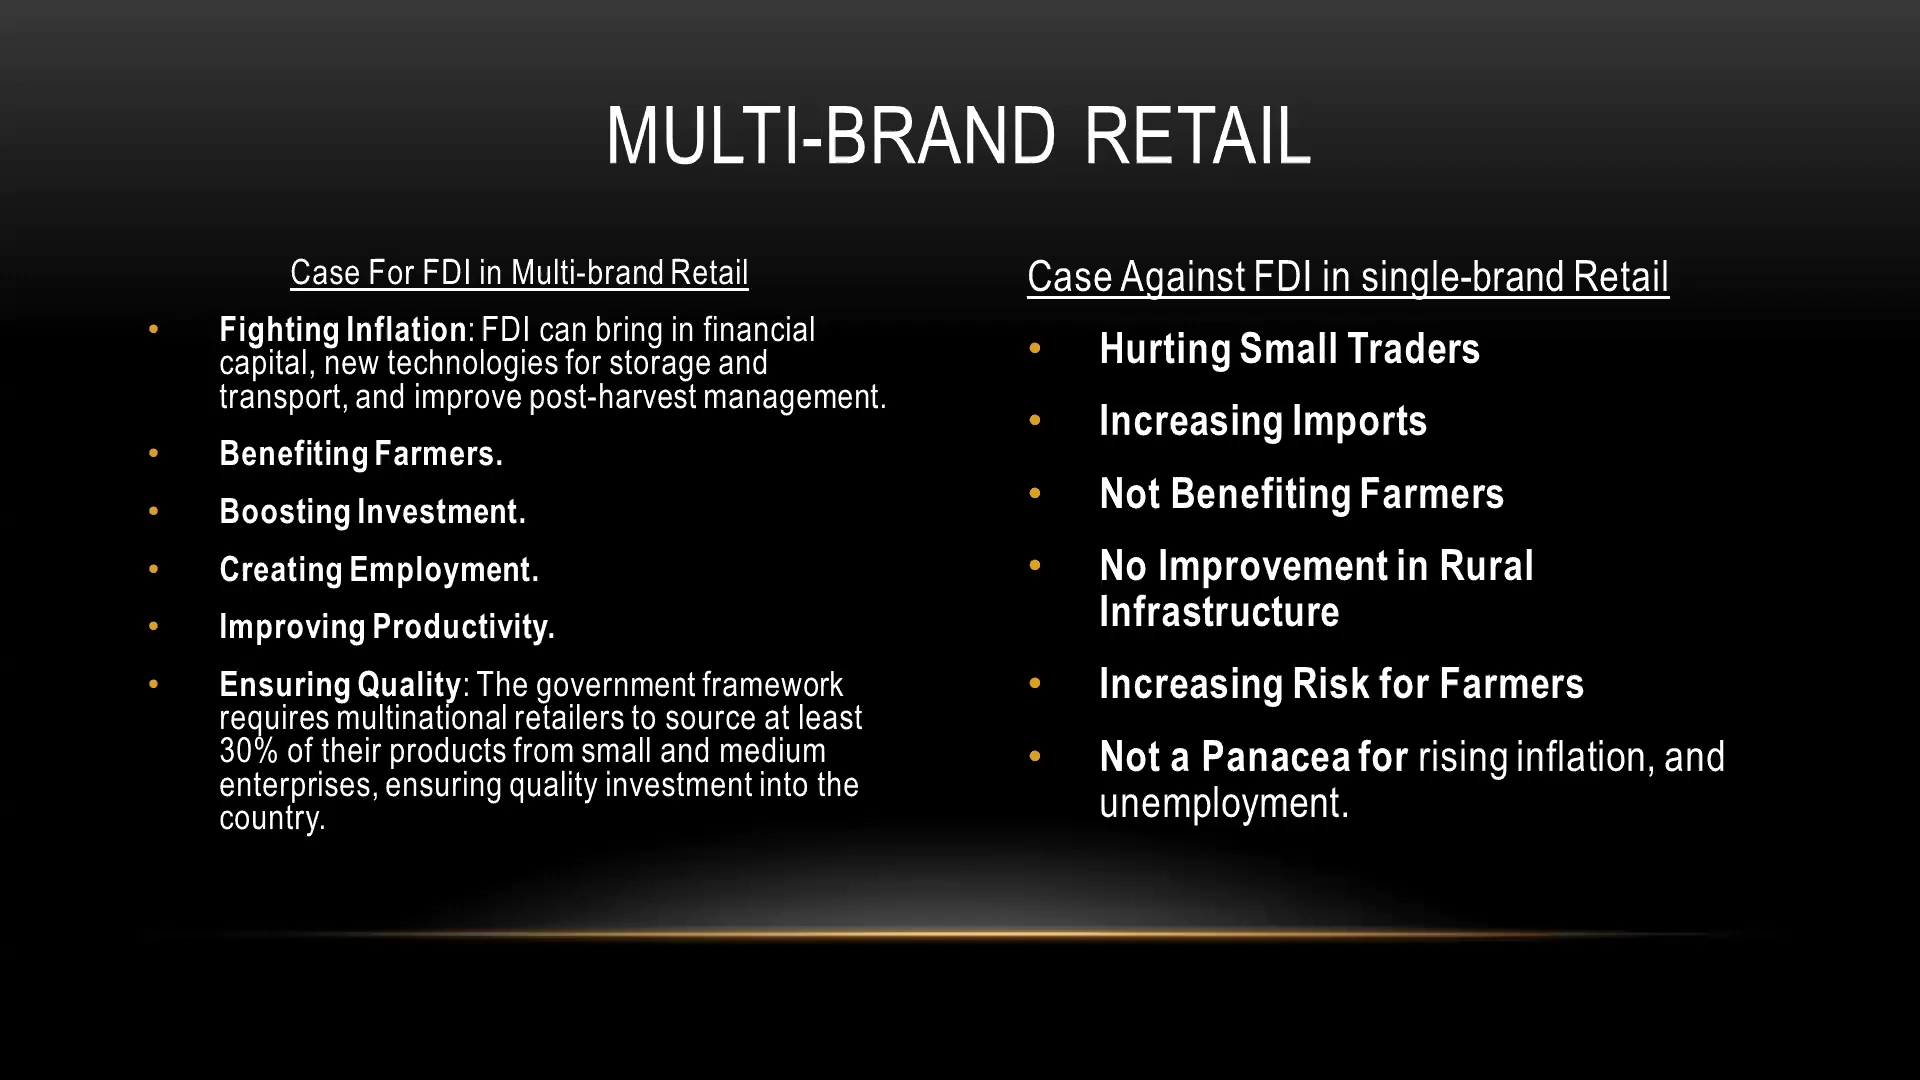 MULTI-BRAND RETAIL
Case For FDI in Multi-brand Retail
• Fighting Inflation: FDI can bring in financial
capital, new technologies for storage and
transport, and improve post-harvest management.
• Benefiting Farmers.
• Boosting Investment.
• Creating Employment.
• Improving Productivity.
• Ensuring Quality: The government framework
requires multinational retailers to source at least
30% of their products from small and medium
enterprises, ensuring quality investment into the
country.
Case Against FDI in single-brand Retail
• Hurting Small Traders
• Increasing Imports
• Not Benefiting Farmers
• No Improvement in Rural
Infrastructure
• Increasing Risk for Farmers
• Not a Panacea for rising inflation, and
unemployment.